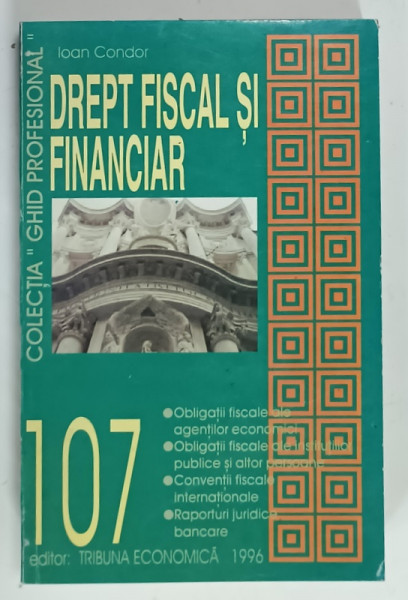 Ioan Condor
DREPT FISCAL ȘI
FINANCIAR
COLECȚIA " GHID PROFESIONAL "
107
●Obligații fiscale ale
agenților economici
●Obligații fiscale ale instituțiilor
publice și altor persoane
●Convenții fiscale
internaționale
●Raporturi juridice
bancare
editor: TRIBUNA ECONOMICĂ 1996